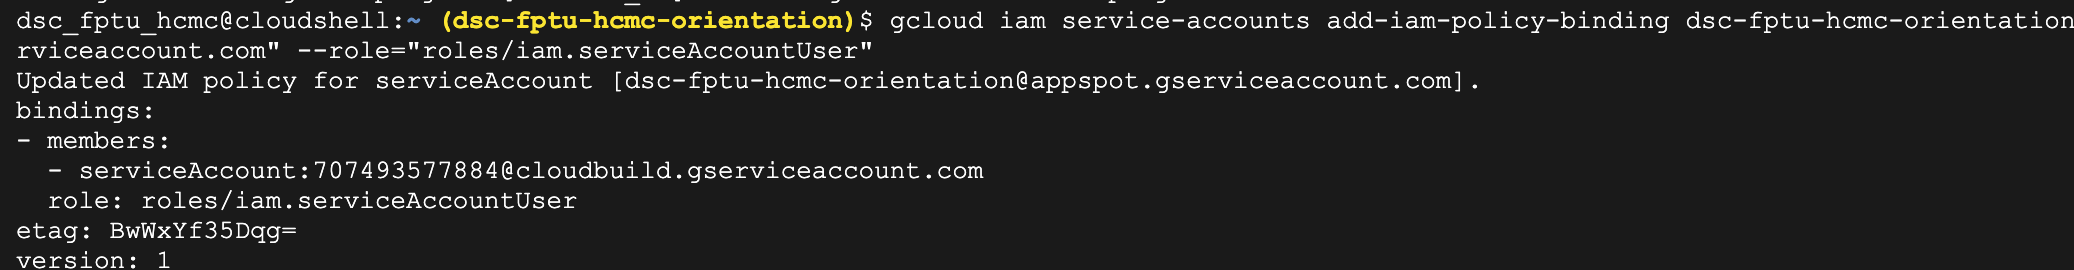 dsc_fptu_hcmc@cloudshell:~ (dsc-fptu-hcmc-orientation)$ gcloud iam service-accounts add-iam-policy-binding dsc-fptu-hcmc-orientation
rviceaccount.com" --role="roles/iam.serviceAccountUser"
Updated IAM policy for serviceAccount [dsc-fptu-hcmc-orientation@appspot.gserviceaccount.com].
bindings:
- members:
  - serviceAccount:707493577884@cloudbuild.gserviceaccount.com
  role: roles/iam.serviceAccountUser
etag: BwWxYf35Dqg=
version: 1